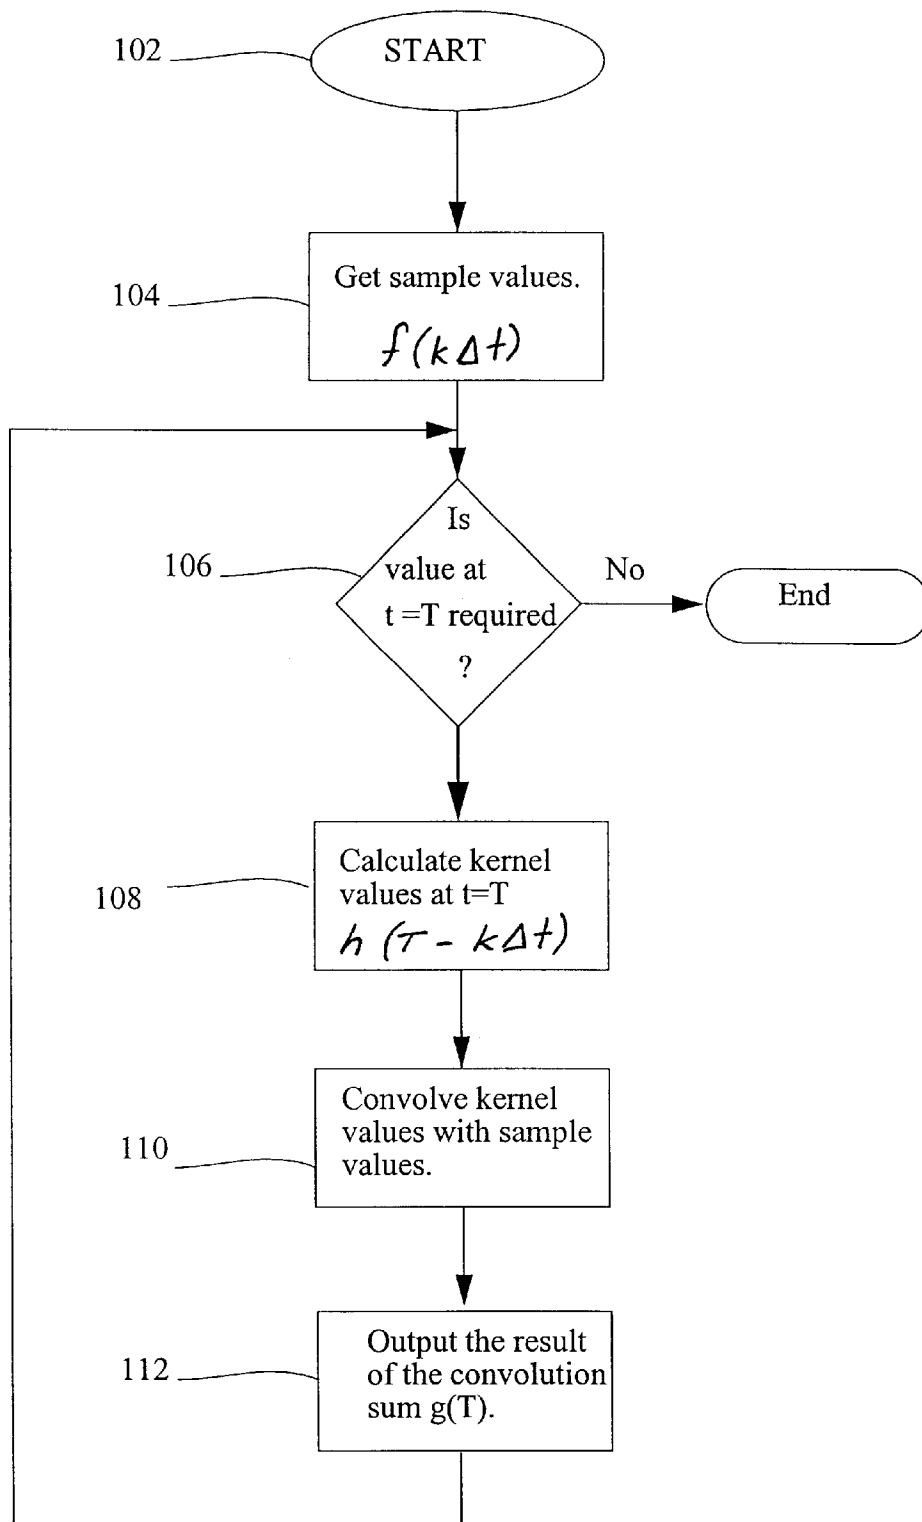 102
START
104
Get sample values.
f(kΔt)
106
Is
value at
t =T required
?
No
End
108
Calculate kernel
values at t=T
h (T - kΔt)
110
Convolve kernel
values with sample
values.
112
Output the result
of the convolution
sum g(T).